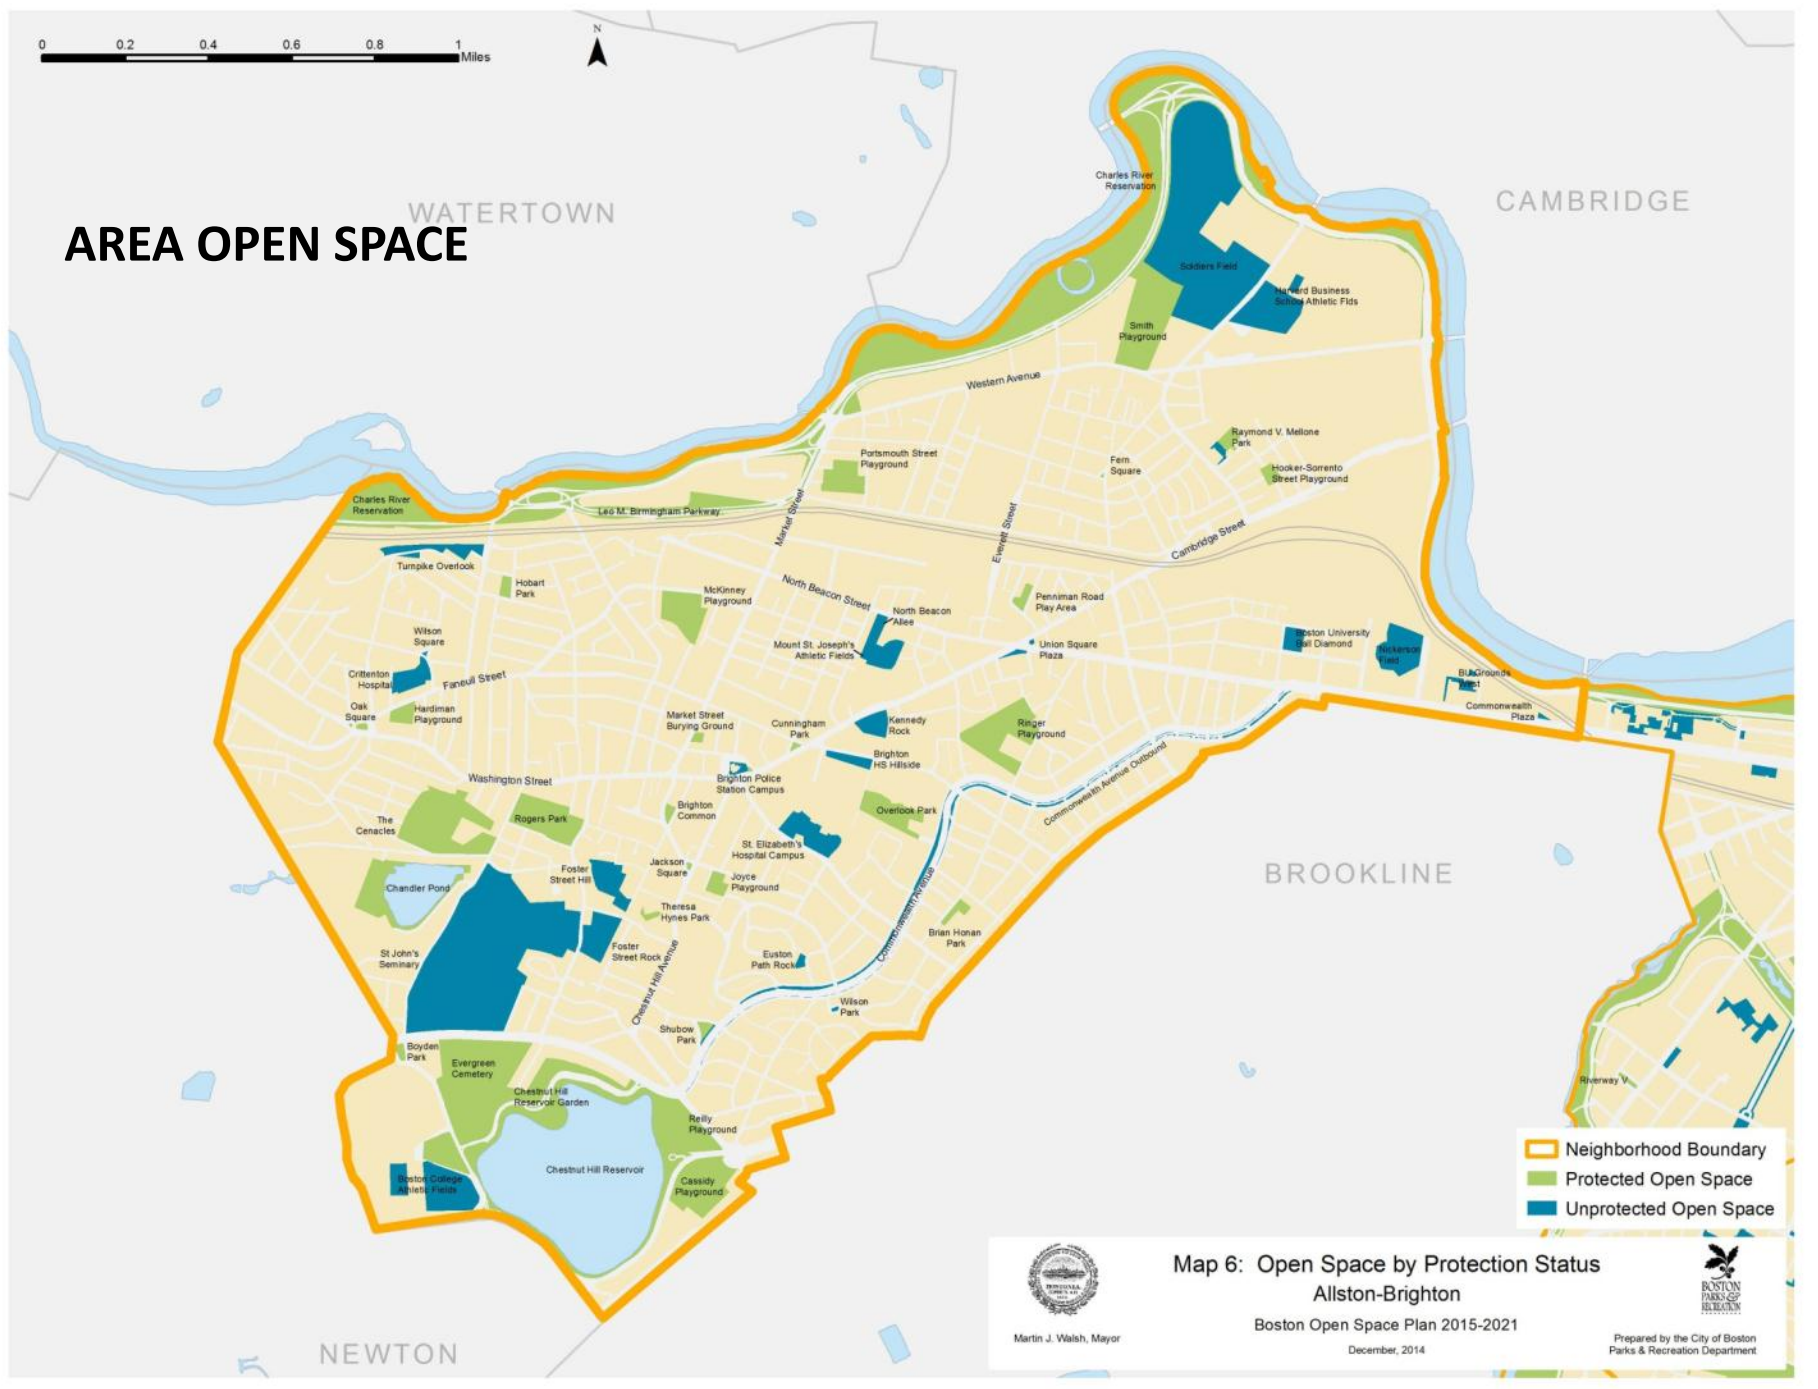 0 0.2 0.4 0.6 0.8 1
Miles
N
WATERTOWN
CAMBRIDGE
AREA OPEN SPACE
Charles River
Reservation
Soldiers Field
Harvard Business
School Athletic Flds
Smith
Playground
Western Avenue
Raymond V. Mellone
Park
Portsmouth Street
Playground
Fern
Square
Hooker-Sorrento
Street Playground
Charles River
Reservation
Leo M. Birmingham Parkway
Market Street
Everett Street
Cambridge Street
Turnpike Overlook
Hobart
Park
McKinney
Playground
North Beacon Street
North Beacon
Allee
Penniman Road
Play Area
Wilson
Square
Mount St. Joseph's
Athletic Fields
Union Square
Plaza
Boston University
Ball Diamond
Nickerson
Field
Crittenton
Hospital
Faneuil Street
BU Grounds
West
Oak
Square
Hardiman
Playground
Market Street
Burying Ground
Cunningham
Park
Kennedy
Rock
Ringer
Playground
Commonwealth
Plaza
Brighton
HS Hillside
Washington Street
Brighton Police
Station Campus
Commonwealth Avenue Outbound
The
Cenacles
Rogers Park
Brighton
Common
Overlook Park
St. Elizabeth's
Hospital Campus
BROOKLINE
Foster
Street Hill
Jackson
Square
Joyce
Playground
Chandler Pond
Theresa
Hynes Park
Commonwealth Avenue
Brian Honan
Park
St John's
Seminary
Foster
Street Rock
Euston
Path Rock
Chestnut Hill Avenue
Wilson
Park
Shubow
Park
Boyden
Park
Evergreen
Cemetery
Chestnut Hill
Reservoir Garden
Riverway V
Reilly
Playground
Chestnut Hill Reservoir
Boston College
Athletic Fields
Cassidy
Playground
Neighborhood Boundary
Protected Open Space
Unprotected Open Space
NEWTON
Map 6: Open Space by Protection Status
Allston-Brighton
Boston Open Space Plan 2015-2021
December, 2014
Martin J. Walsh, Mayor
BOSTON
PARKS &
RECREATION
Prepared by the City of Boston
Parks & Recreation Department